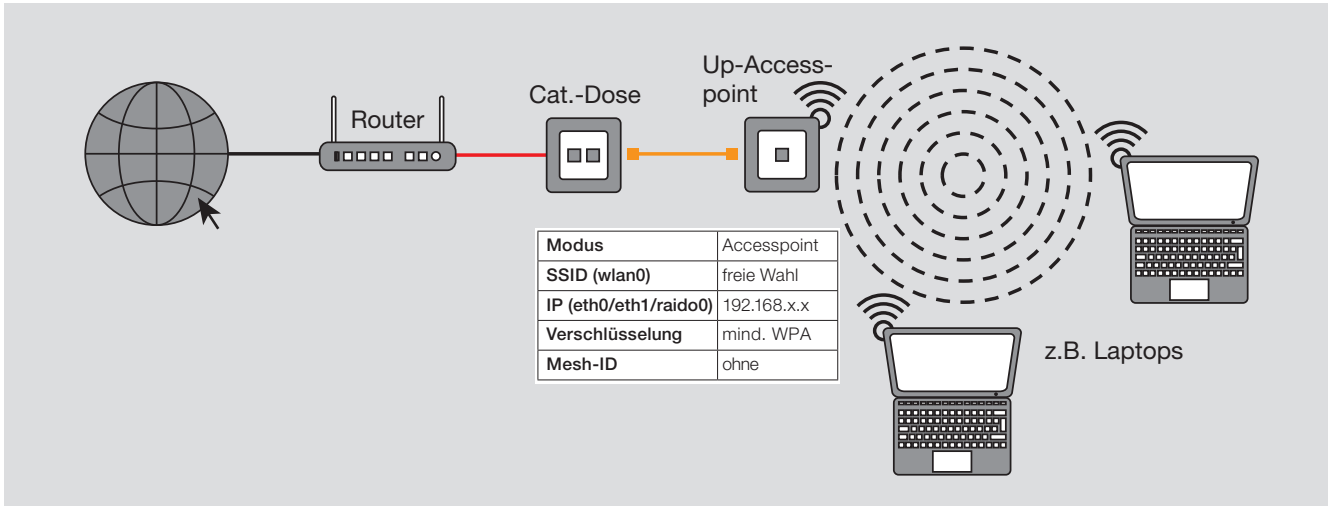 Router
Cat.-Dose
Up-Access-
point
Modus Accesspoint
SSID (wlan0) freie Wahl
IP (eth0/eth1/raido0) 192.168.x.x
Verschlüsselung mind. WPA
Mesh-ID ohne
z.B. Laptops